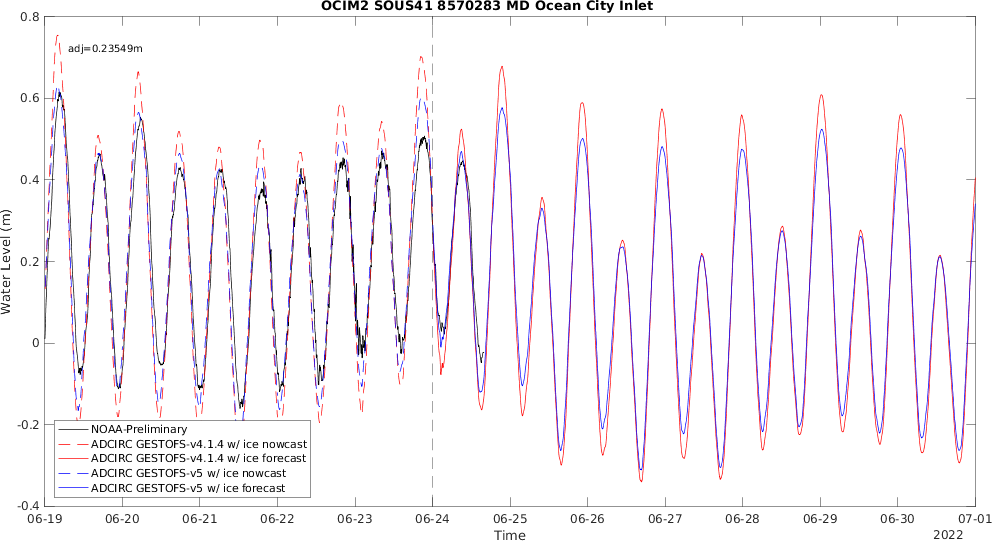 OCIM2 SOUS41 8570283 MD Ocean City Inlet
adj=0.23549m
Water Level (m)
0.8
0.6
0.4
0.2
0
-0.2
-0.4
NOAA-Preliminary
ADCIRC GESTOFS-v4.1.4 w/ ice nowcast
ADCIRC GESTOFS-v4.1.4 w/ ice forecast
ADCIRC GESTOFS-v5 w/ ice nowcast
ADCIRC GESTOFS-v5 w/ ice forecast
06-19 06-20 06-21 06-22 06-23 06-24 06-25 06-26 06-27 06-28 06-29 06-30 07-01
Time
2022